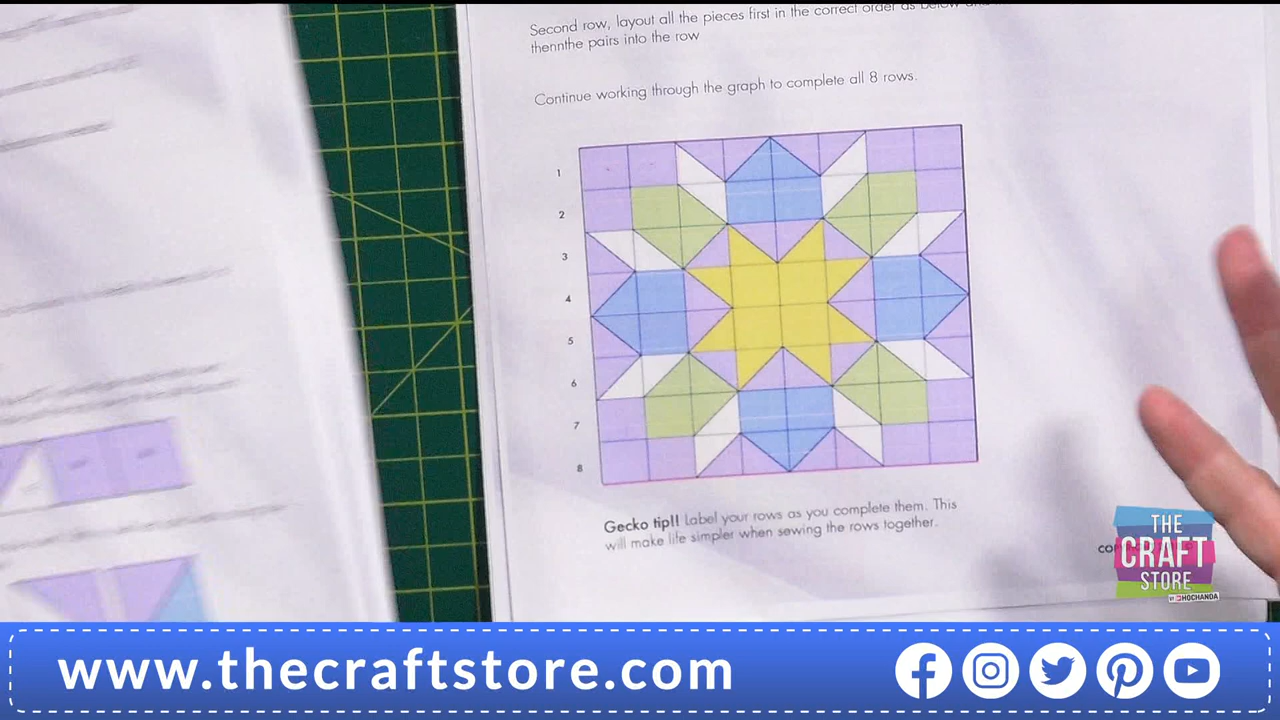 Second row, layout all the pieces first in the correct order as below and
thennthe pairs into the row
Continue working through the graph to complete all 8 rows.
1
2
3
4
5
6
7
8
Gecko tip!! Label your rows as you complete them. This
will make life simpler when sewing the rows together.
THE
CRAFT
STORE
BY HOCHANDA
www.thecraftstore.com